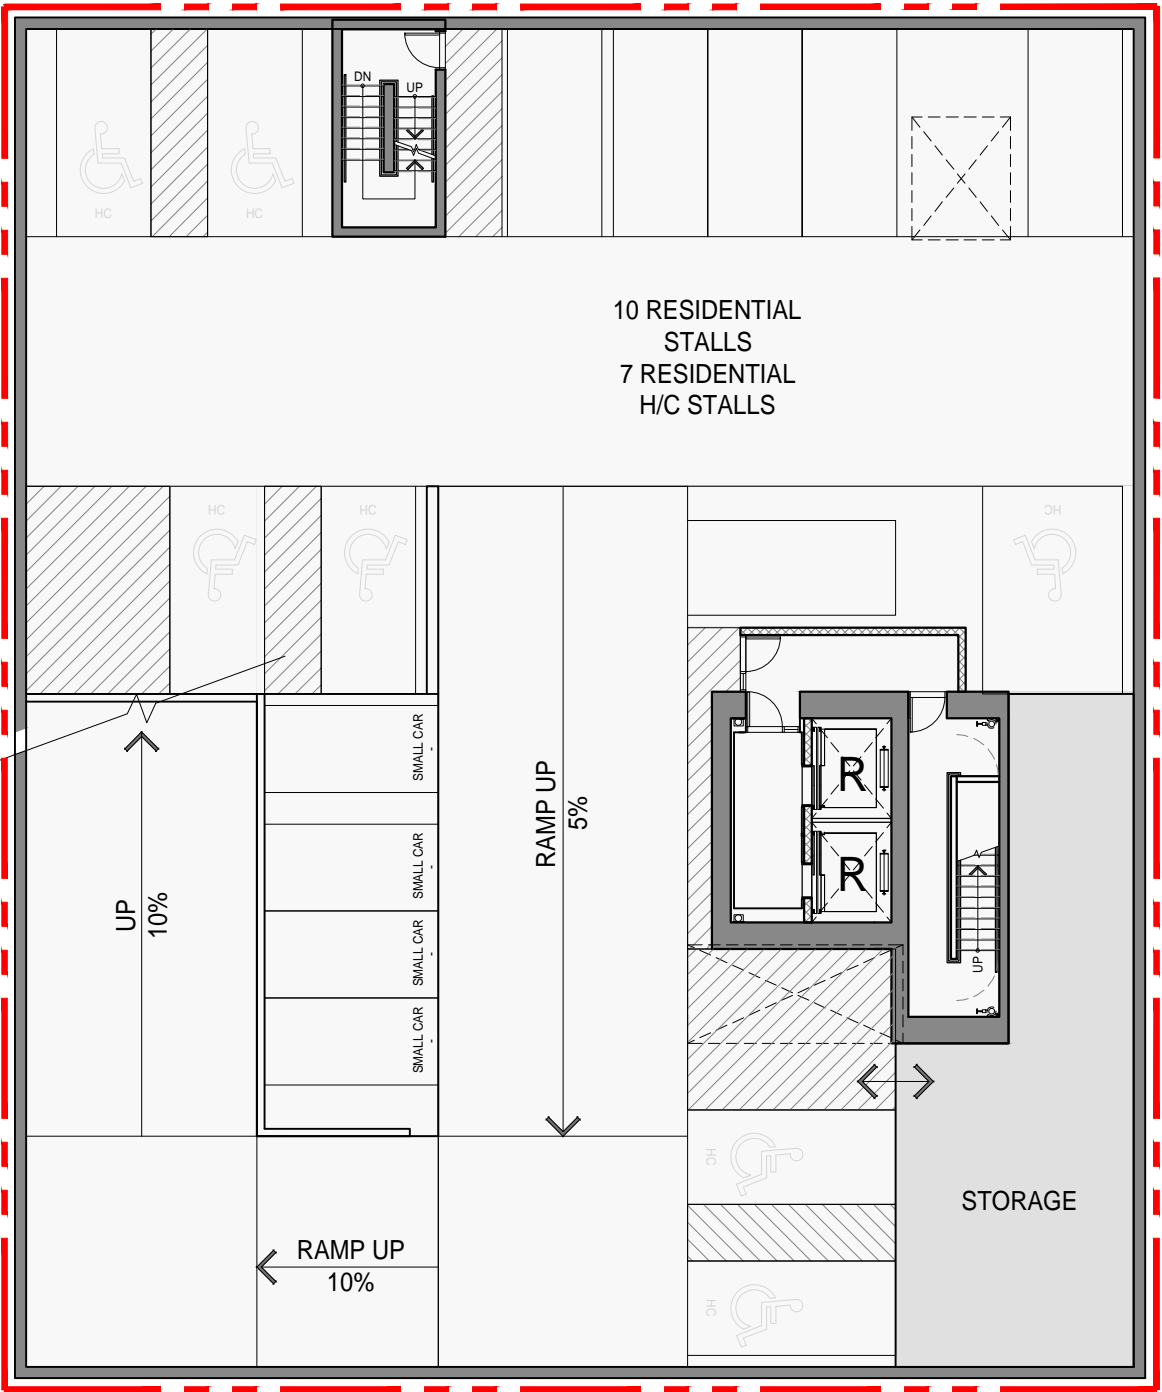 DN
UP
HC
HC
10 RESIDENTIAL
STALLS
7 RESIDENTIAL
H/C STALLS
HC
HC
HC
SMALL CAR
-
SMALL CAR
-
SMALL CAR
-
SMALL CAR
-
UP
10%
RAMP UP
5%
R
R
UP
HC
STORAGE
RAMP UP
10%
HC